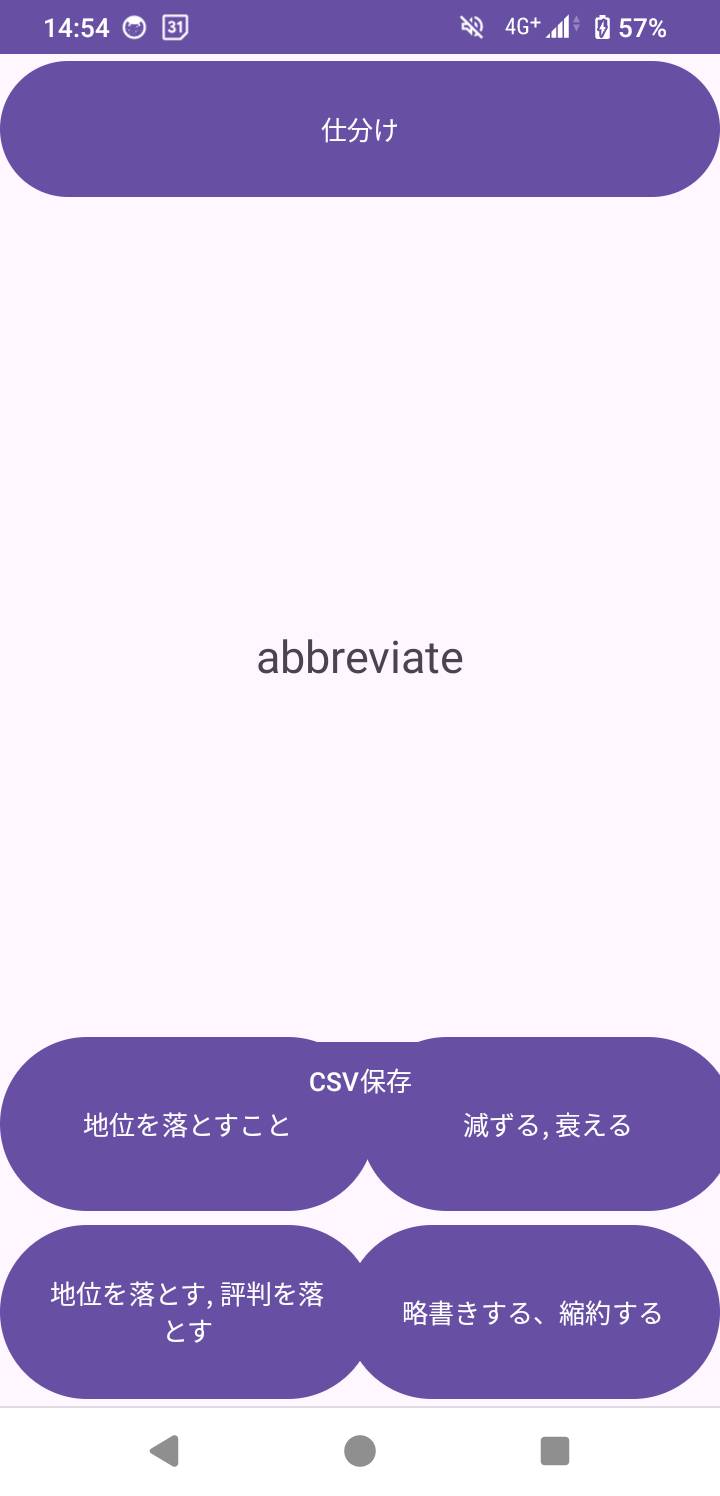 14:54
31
4G+
57%
仕分け
abbreviate
CSV保存
地位を落とすこと
減ずる, 衰える
地位を落とす, 評判を落
とす
略書きする、縮約する